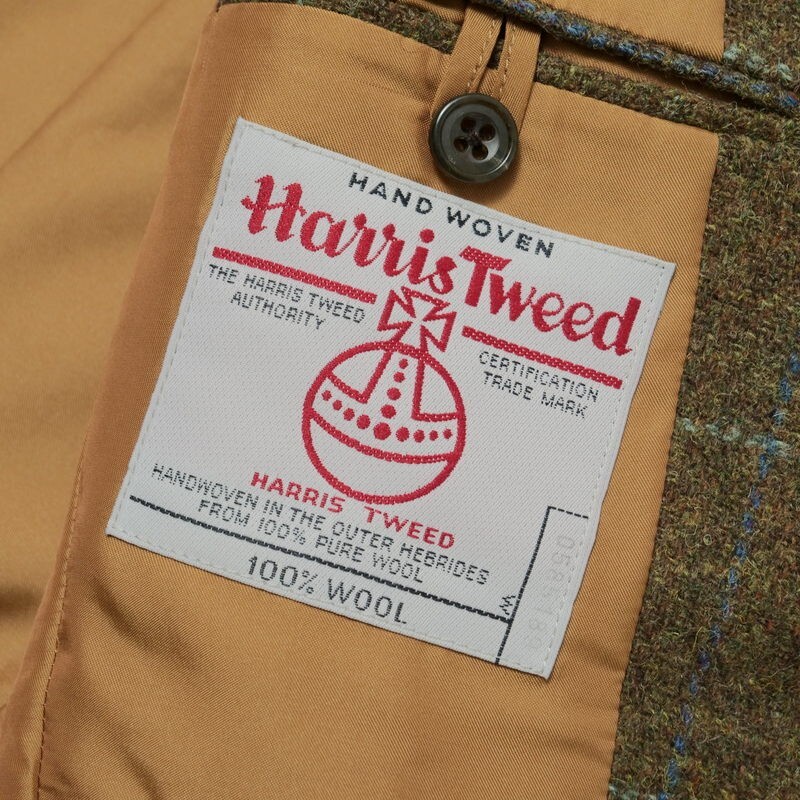 HAND WOVEN
Harris Tweed
THE HARRIS TWEED
AUTHORITY
CERTIFICATION
TRADE MARK
HARRIS TWEED
HANDWOVEN IN THE OUTER HEBRIDES
FROM 100% PURE WOOL
100% WOOL
W